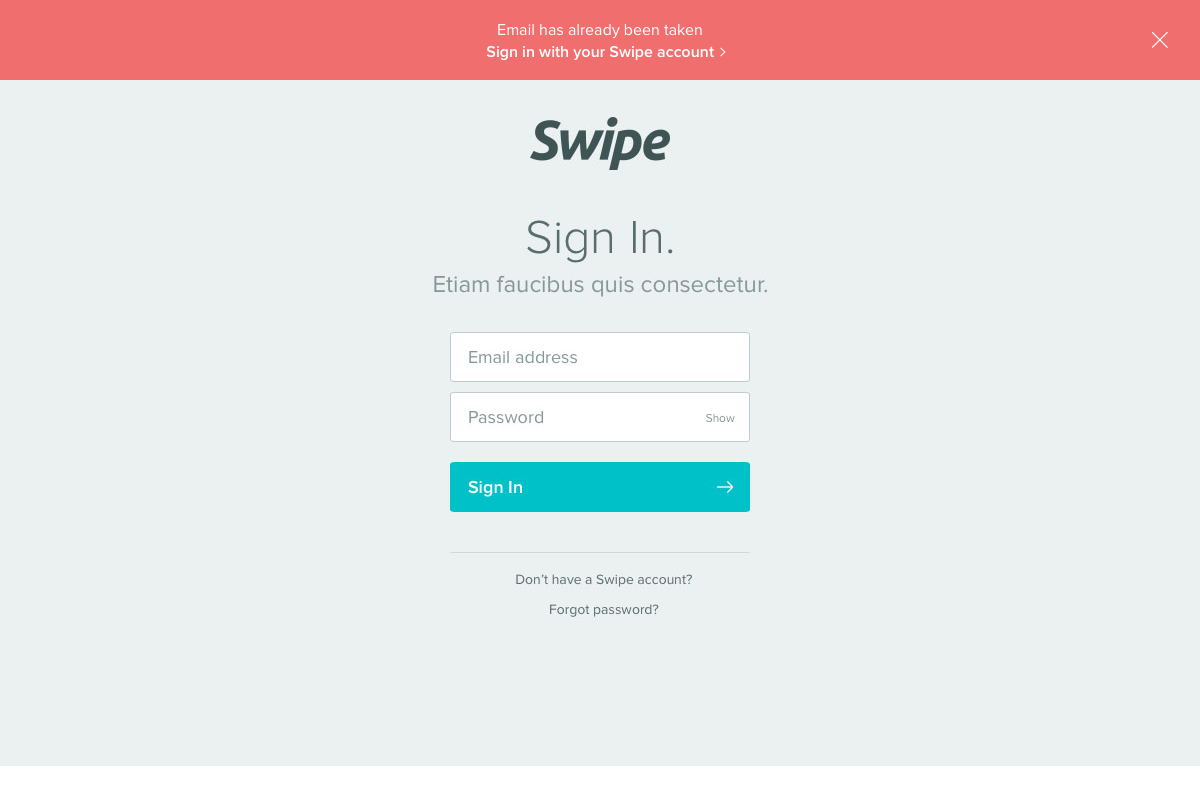 Email has already been taken
Sign in with your Swipe account
Swipe
Sign In.
Etiam faucibus quis consectetur.
Email address
Password
Show
Sign In
Don’t have a Swipe account?
Forgot password?